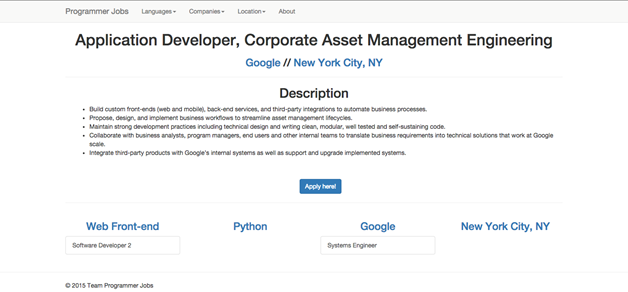 Programmer Jobs Languages Companies Location About
Application Developer, Corporate Asset Management Engineering
Google // New York City, NY
Description
• Build custom front-ends (web and mobile), back-end services, and third-party integrations to automate business processes.
• Propose, design, and implement business workflows to streamline asset management lifecycles.
• Maintain strong development practices including technical design and writing clean, modular, well tested and self-sustaining code.
• Collaborate with business analysts, program managers, end users and other internal teams to translate business requirements into technical solutions that work at Google
scale.
• Integrate third-party products with Google's internal systems as well as support and upgrade implemented systems.
Apply here!
Web Front-end Python Google New York City, NY
Software Developer 2 Systems Engineer
© 2015 Team Programmer Jobs